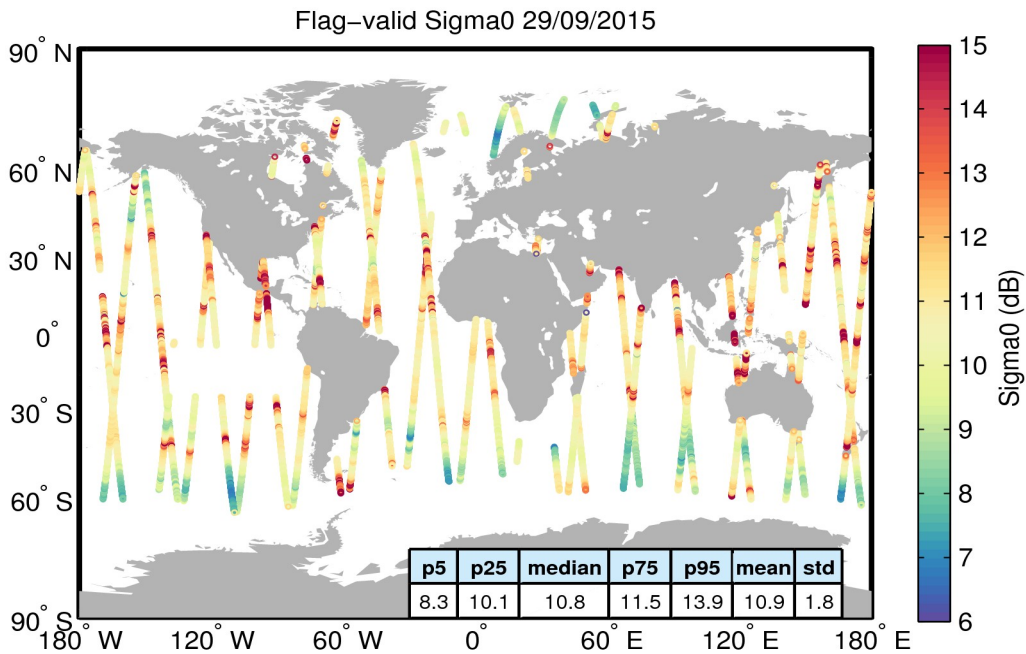 Flag−valid Sigma0 29/09/2015
90° N
60° N
30° N
0°
30° S
60° S
90° S
180° W
120° W
60° W
0°
60° E
120° E
180° E
15
14
13
12
11
10
9
8
7
6
Sigma0 (dB)
p5 p25 median p75 p95 mean std
8.3 10.1 10.8 11.5 13.9 10.9 1.8